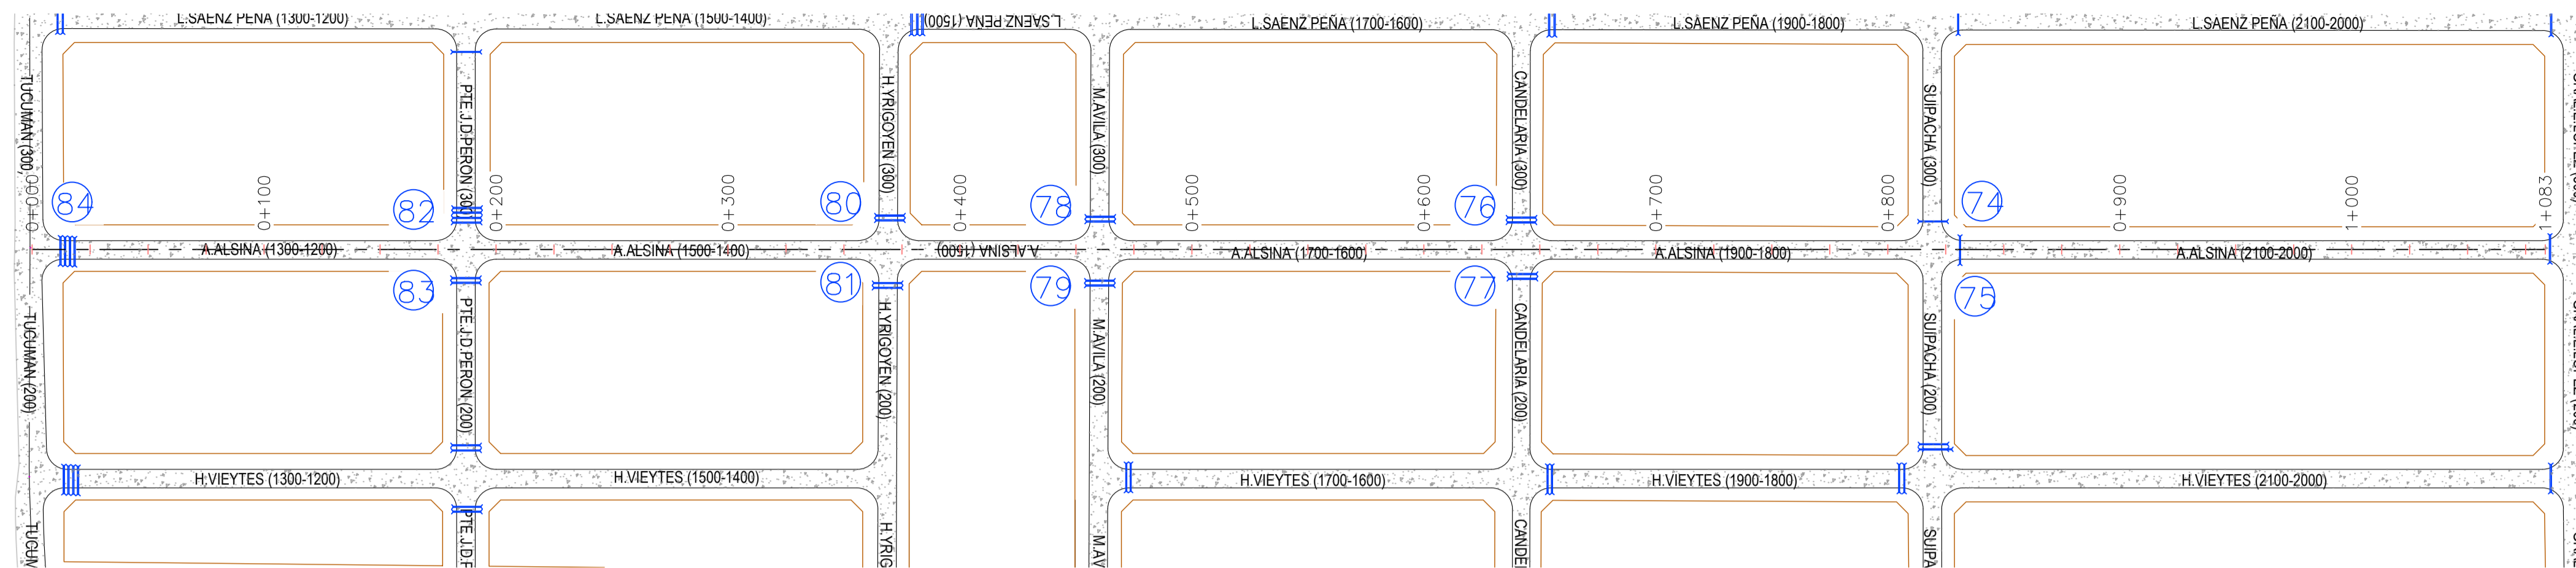 L.SAENZ PEÑA (1300-1200)
L.SAENZ PEÑA (1500-1400)
L.SAENZ PEÑA (1500)
L.SAENZ PEÑA (1700-1600)
L.SAENZ PEÑA (1900-1800)
L.SAENZ PEÑA (2100-2000)
TUCUMAN (300)
PTE.J.D.PERON (300)
H.YRIGOYEN (300)
M.AVILA (300)
CANDELARIA (300)
SUIPACHA (300)
0+000
84
0+100
82
0+200
0+300
80
0+400
78
0+500
0+600
76
0+700
0+800
74
0+900
1+000
1+083
A.ALSINA (1300-1200)
A.ALSINA (1500-1400)
A.ALSINA (1500)
A.ALSINA (1700-1600)
A.ALSINA (1900-1800)
A.ALSINA (2100-2000)
83
81
79
77
75
TUCUMAN (200)
PTE.J.D.PERON (200)
H.YRIGOYEN (200)
M.AVILA (200)
CANDELARIA (200)
SUIPACHA (200)
H.VIEYTES (1300-1200)
H.VIEYTES (1500-1400)
H.VIEYTES (1700-1600)
H.VIEYTES (1900-1800)
H.VIEYTES (2100-2000)
TUCUM
PTE.J.D.P
H.YRIG
M.AV
CANDE
SUIPA